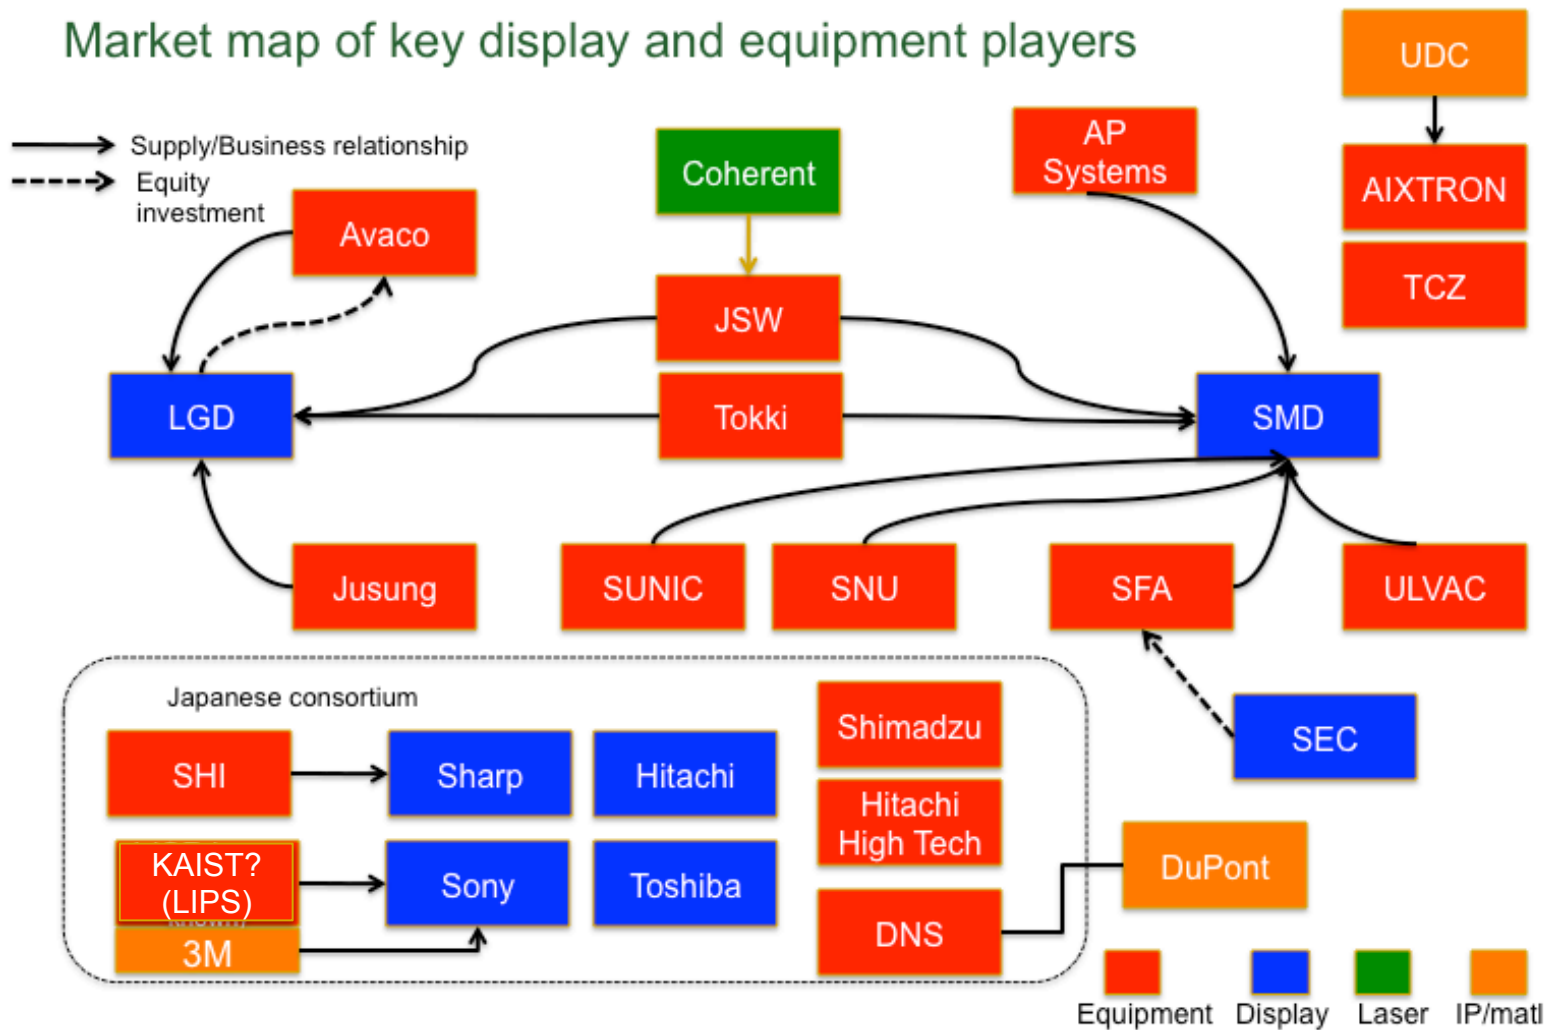 Market map of key display and equipment players
UDC
Supply/Business relationship
Equity
investment
Coherent
AP
Systems
AIXTRON
Avaco
TCZ
JSW
LGD
Tokki
SMD
Jusung
SUNIC
SNU
SFA
ULVAC
Japanese consortium
Shimadzu
SEC
SHI
Sharp
Hitachi
Hitachi
High Tech
KAIST?
(LIPS)
Sony
Toshiba
DuPont
DNS
3M
Equipment
Display
Laser
IP/matl